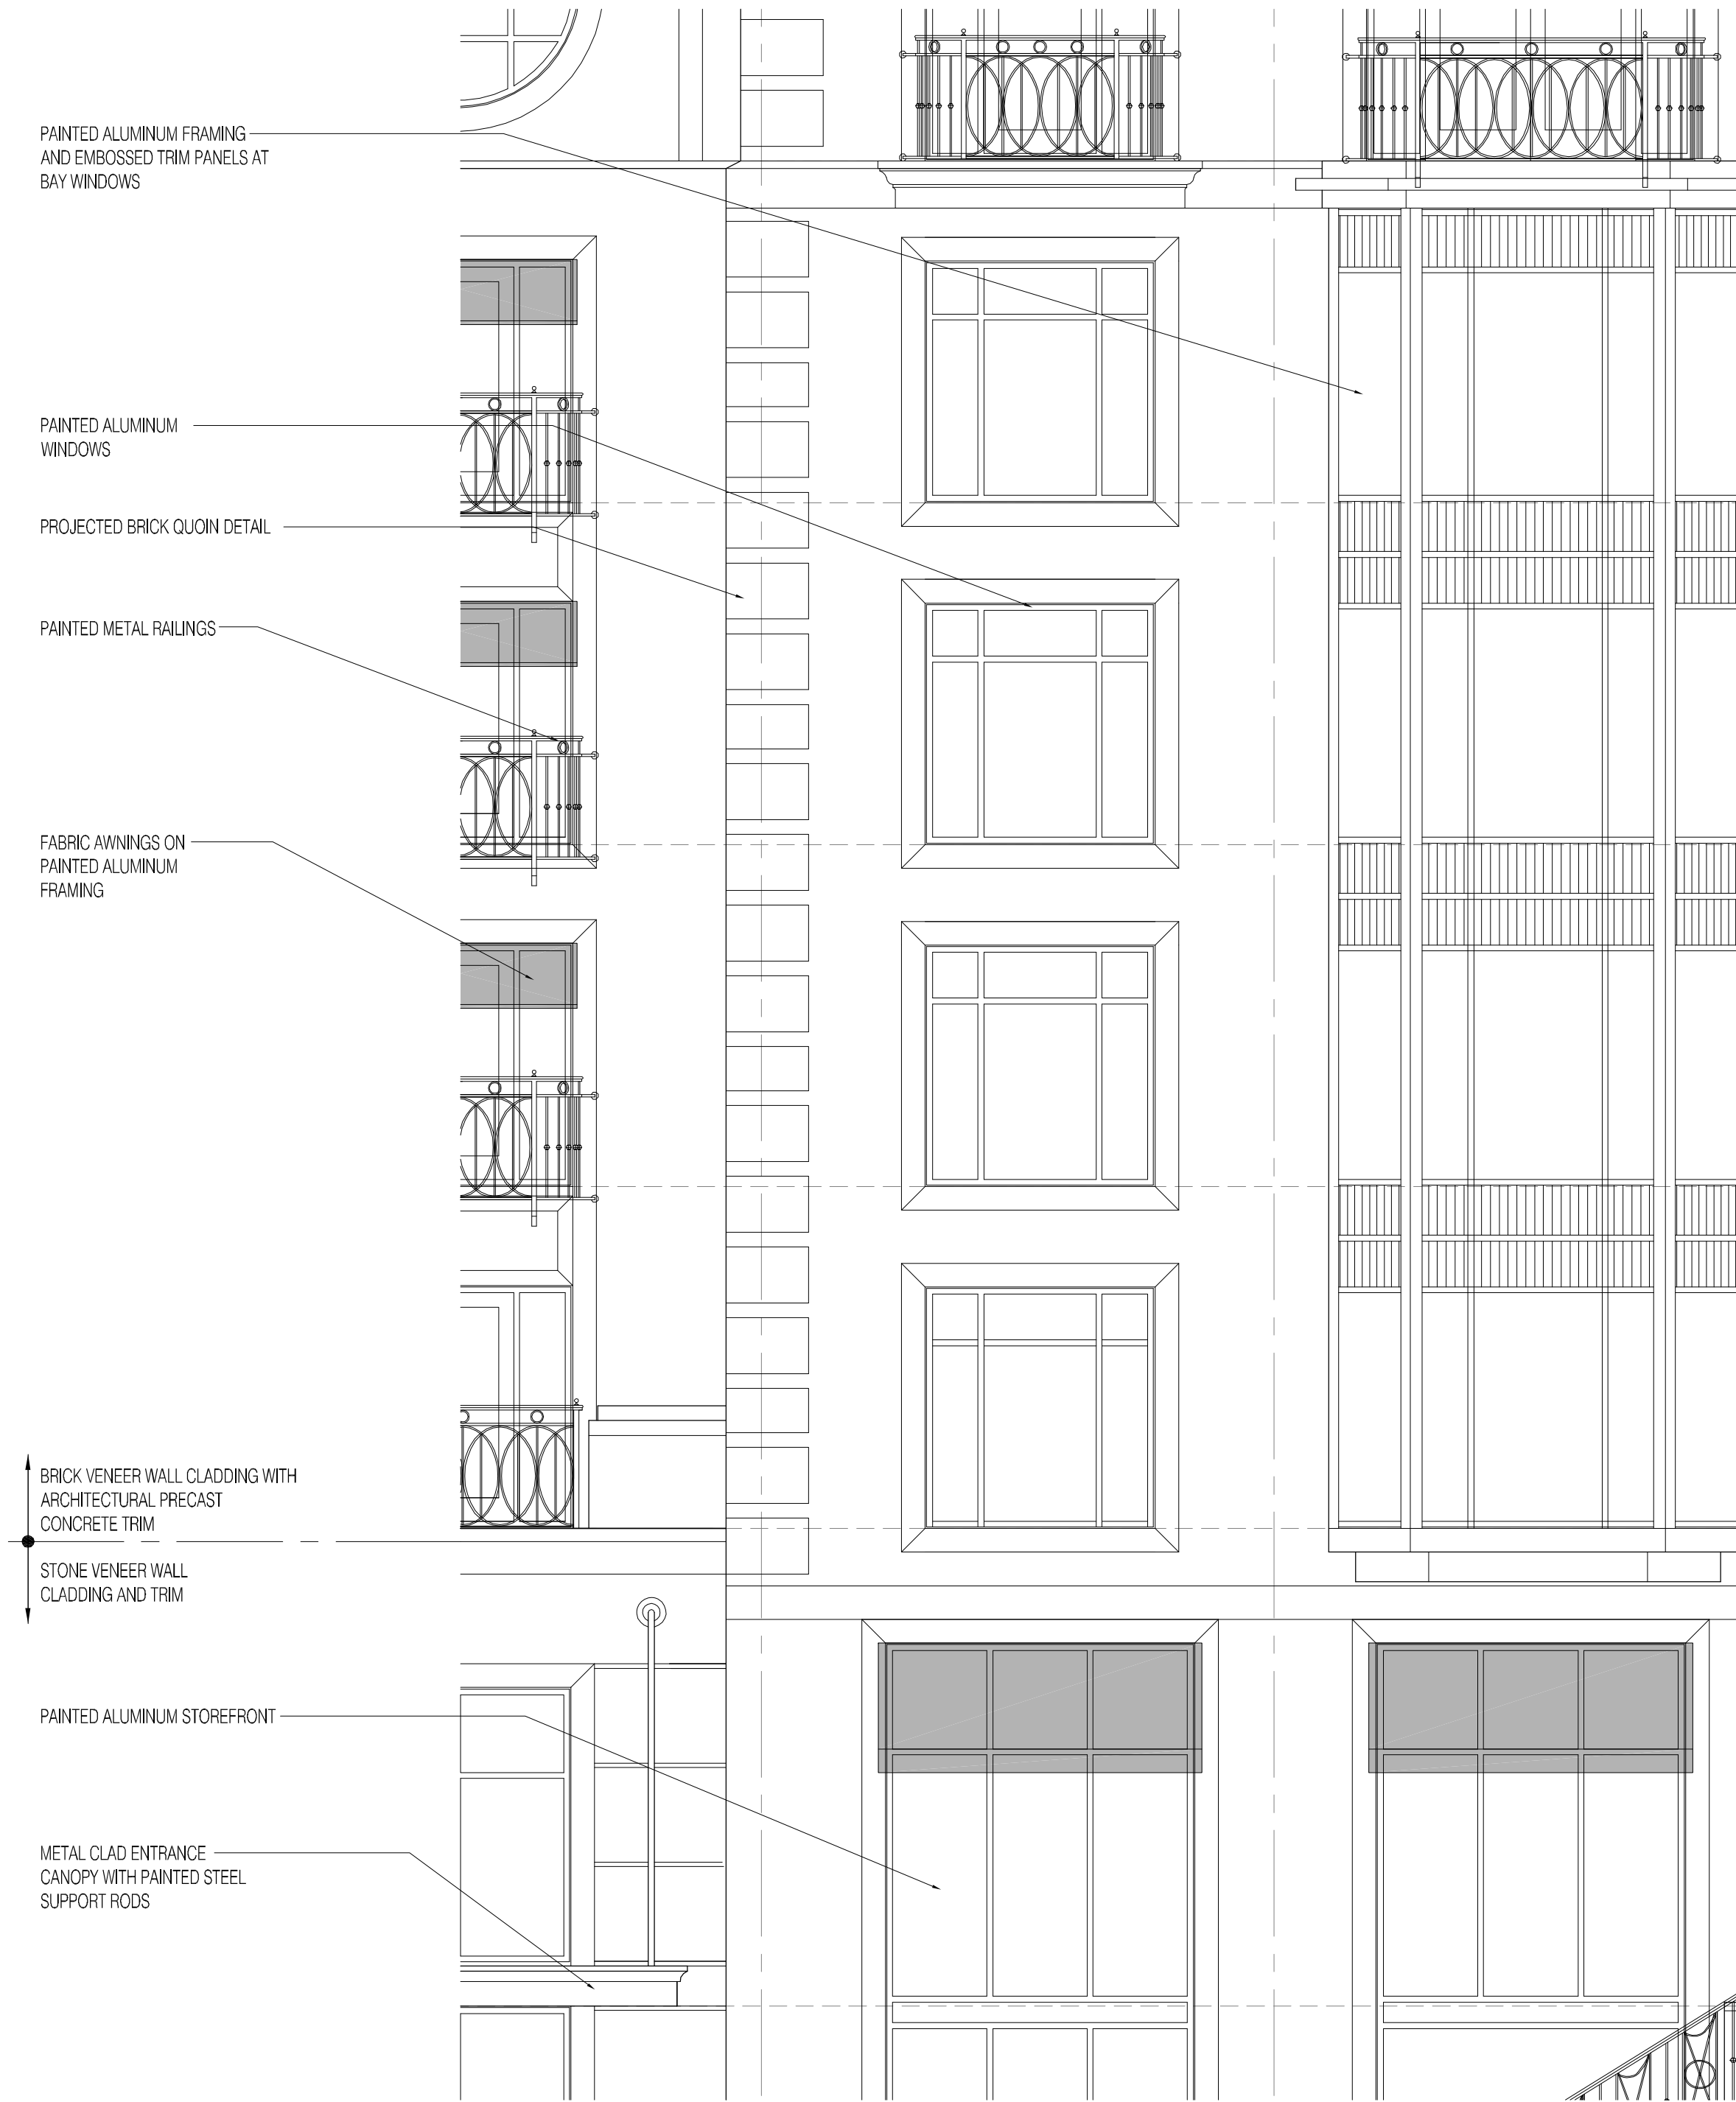 PAINTED ALUMINUM FRAMING
AND EMBOSSED TRIM PANELS AT
BAY WINDOWS
PAINTED ALUMINUM
WINDOWS
PROJECTED BRICK QUOIN DETAIL
PAINTED METAL RAILINGS
FABRIC AWNINGS ON
PAINTED ALUMINUM
FRAMING
BRICK VENEER WALL CLADDING WITH
ARCHITECTURAL PRECAST
CONCRETE TRIM
STONE VENEER WALL
CLADDING AND TRIM
PAINTED ALUMINUM STOREFRONT
METAL CLAD ENTRANCE
CANOPY WITH PAINTED STEEL
SUPPORT RODS